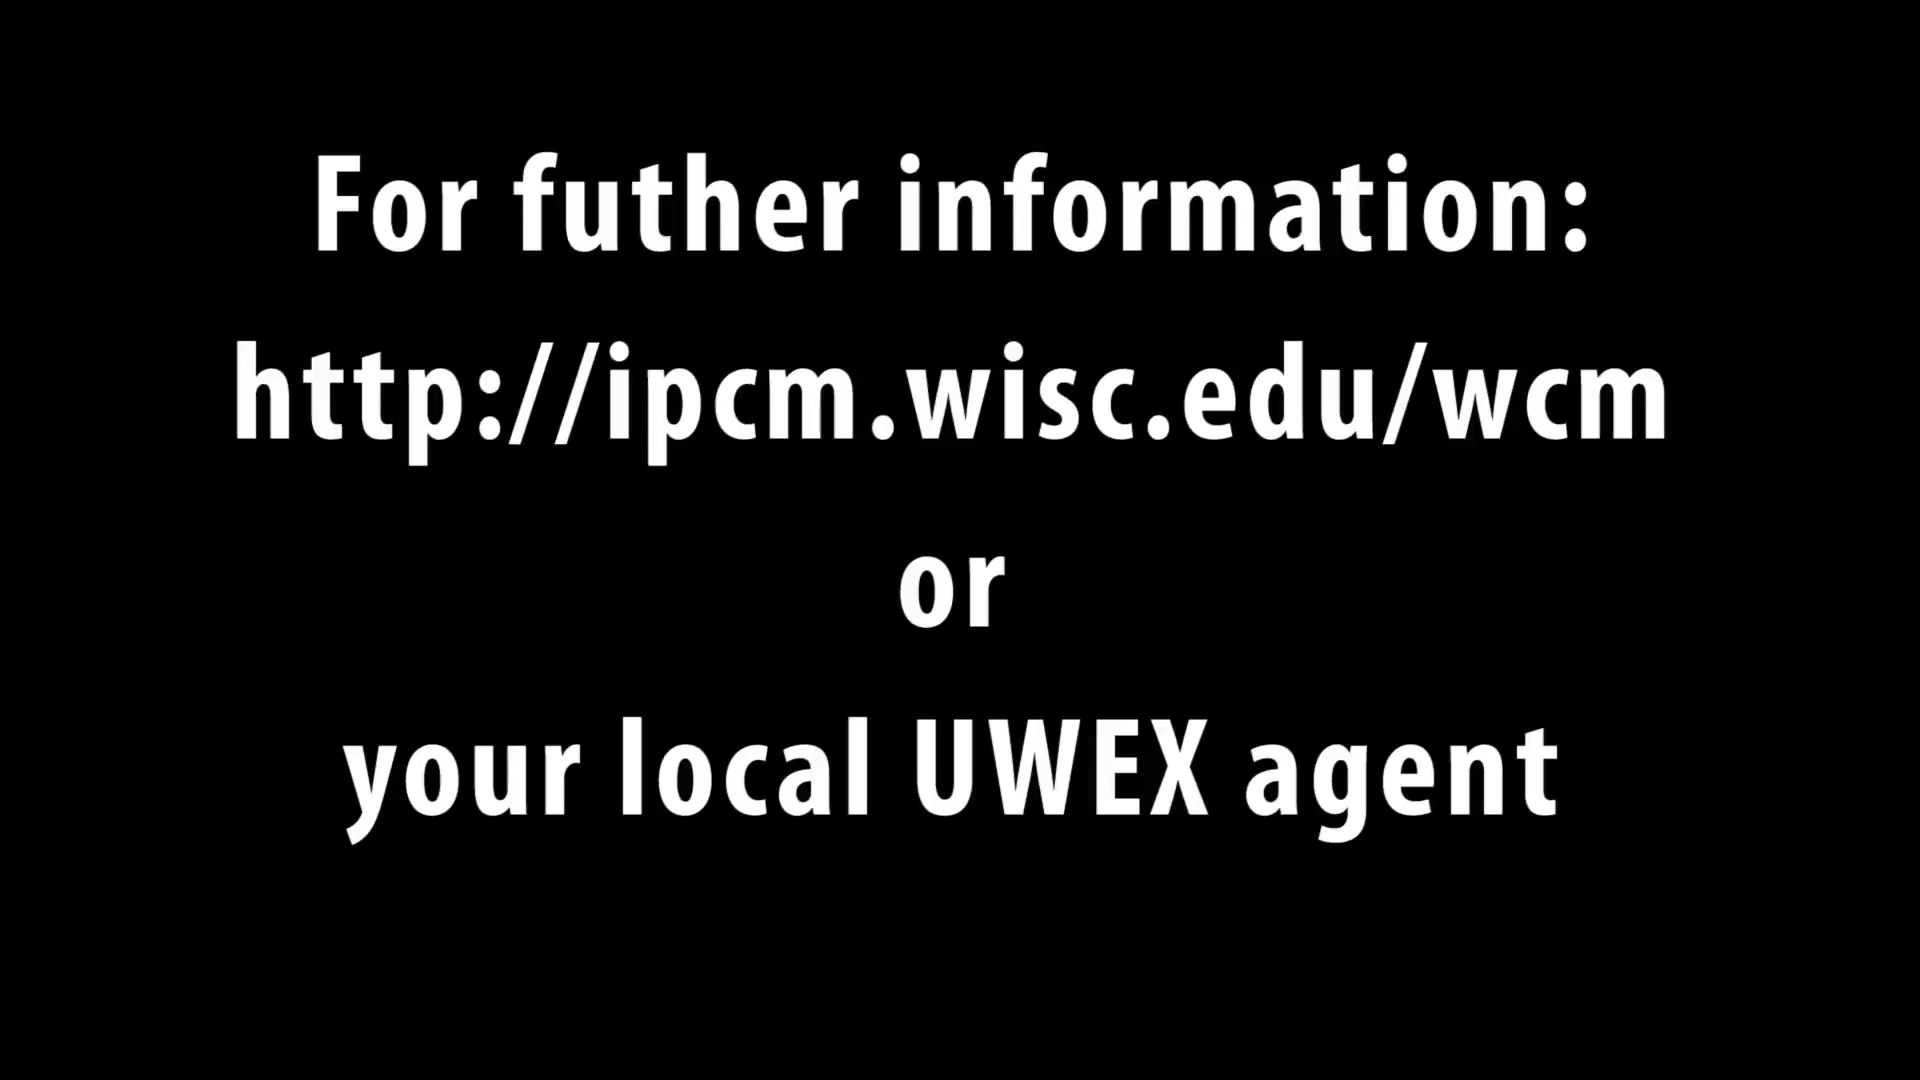 For futher information:
http://ipcm.wisc.edu/wcm
or
your local UWEX agent